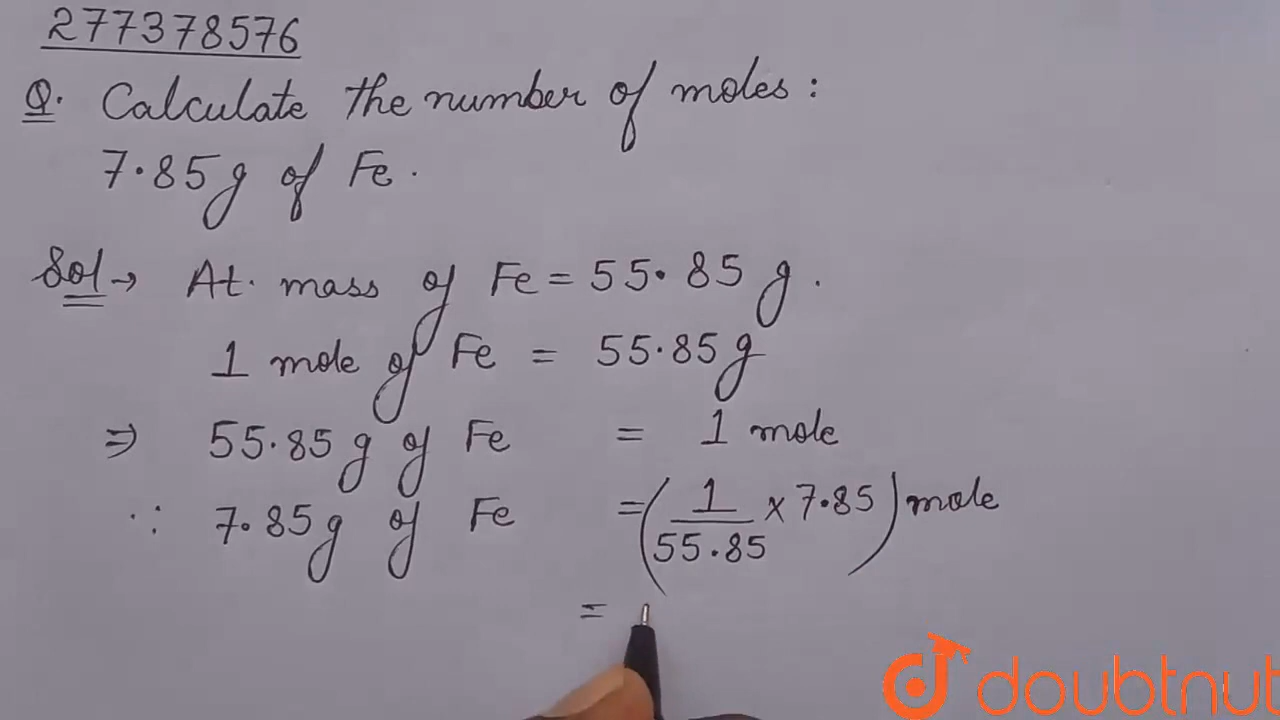 277378576
Q. Calculate the number of moles :
7.85g of Fe.
Sol→ At. mass of Fe = 55.85 g.
1 mole of Fe = 55.85 g
⇒ 55.85 g of Fe = 1 mole
∵ 7.85g of Fe = (1/55.85 × 7.85) mole
=
doubtnut